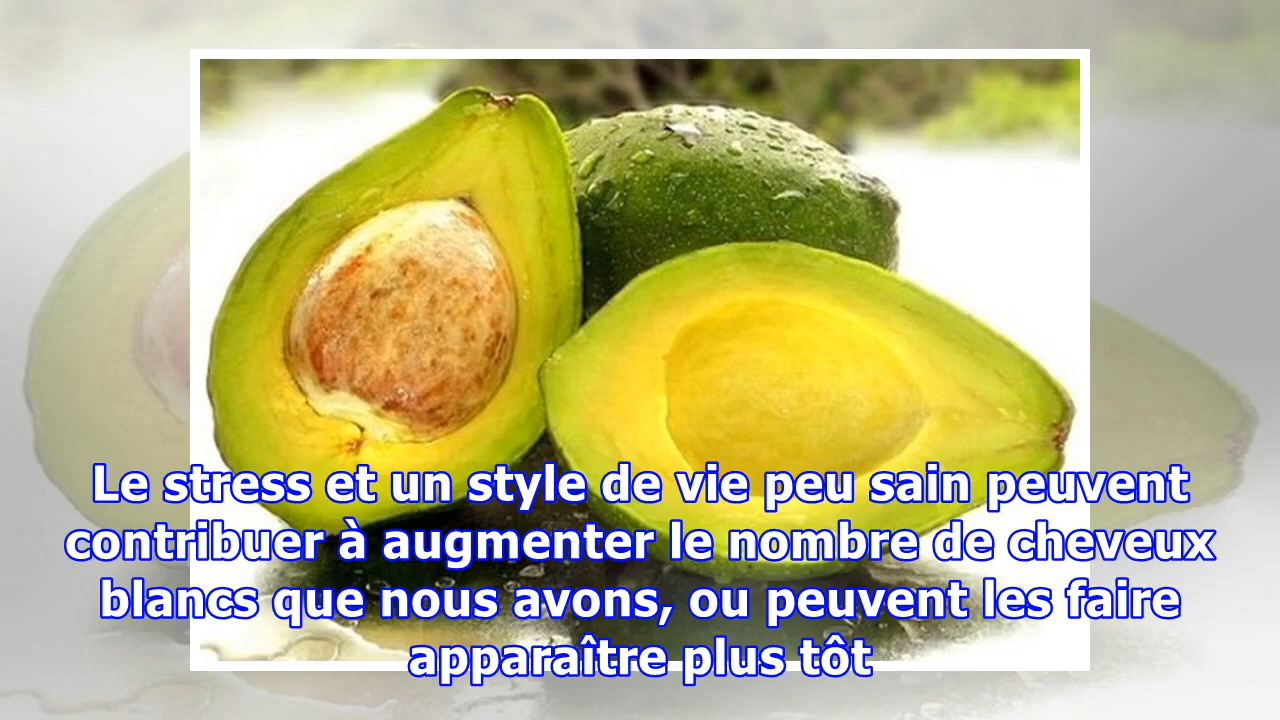 Le stress et un style de vie peu sain peuvent
contribuer à augmenter le nombre de cheveux
blancs que nous avons, ou peuvent les faire
apparaître plus tôt